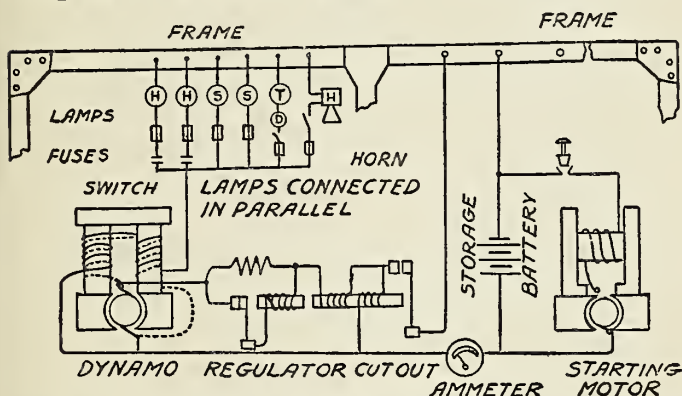 FRAME
FRAME
H H S S T
D
H
LAMPS
FUSES
HORN
SWITCH
LAMPS CONNECTED
IN PARALLEL
STORAGE
BATTERY
DYNAMO
REGULATOR
CUTOUT
AMMETER
STARTING
MOTOR